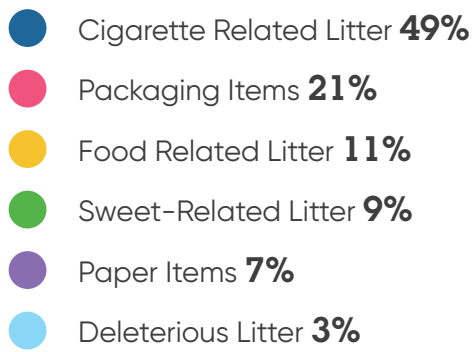 Cigarette Related Litter 49%
Packaging Items 21%
Food Related Litter 11%
Sweet-Related Litter 9%
Paper Items 7%
Deleterious Litter 3%